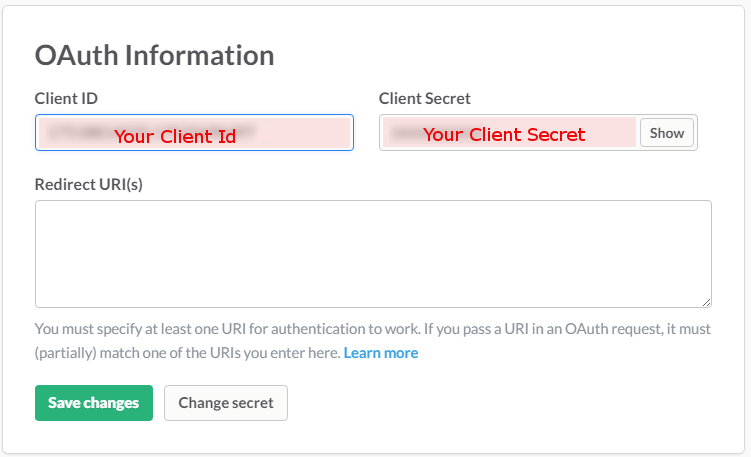 OAuth Information
Client ID
Client Secret
Your Client Id
Your Client Secret
Show
Redirect URI(s)
You must specify at least one URI for authentication to work. If you pass a URI in an OAuth request, it must
(partially) match one of the URIs you enter here. Learn more
Save changes
Change secret